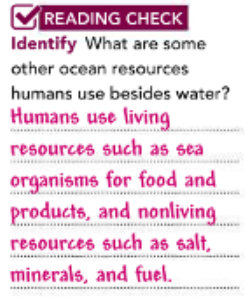 READING CHECK
Identify What are some
other ocean resources
humans use besides water?
Humans use living
resources such as sea
organisms for food and
products, and nonliving
resources such as salt,
minerals, and fuel.